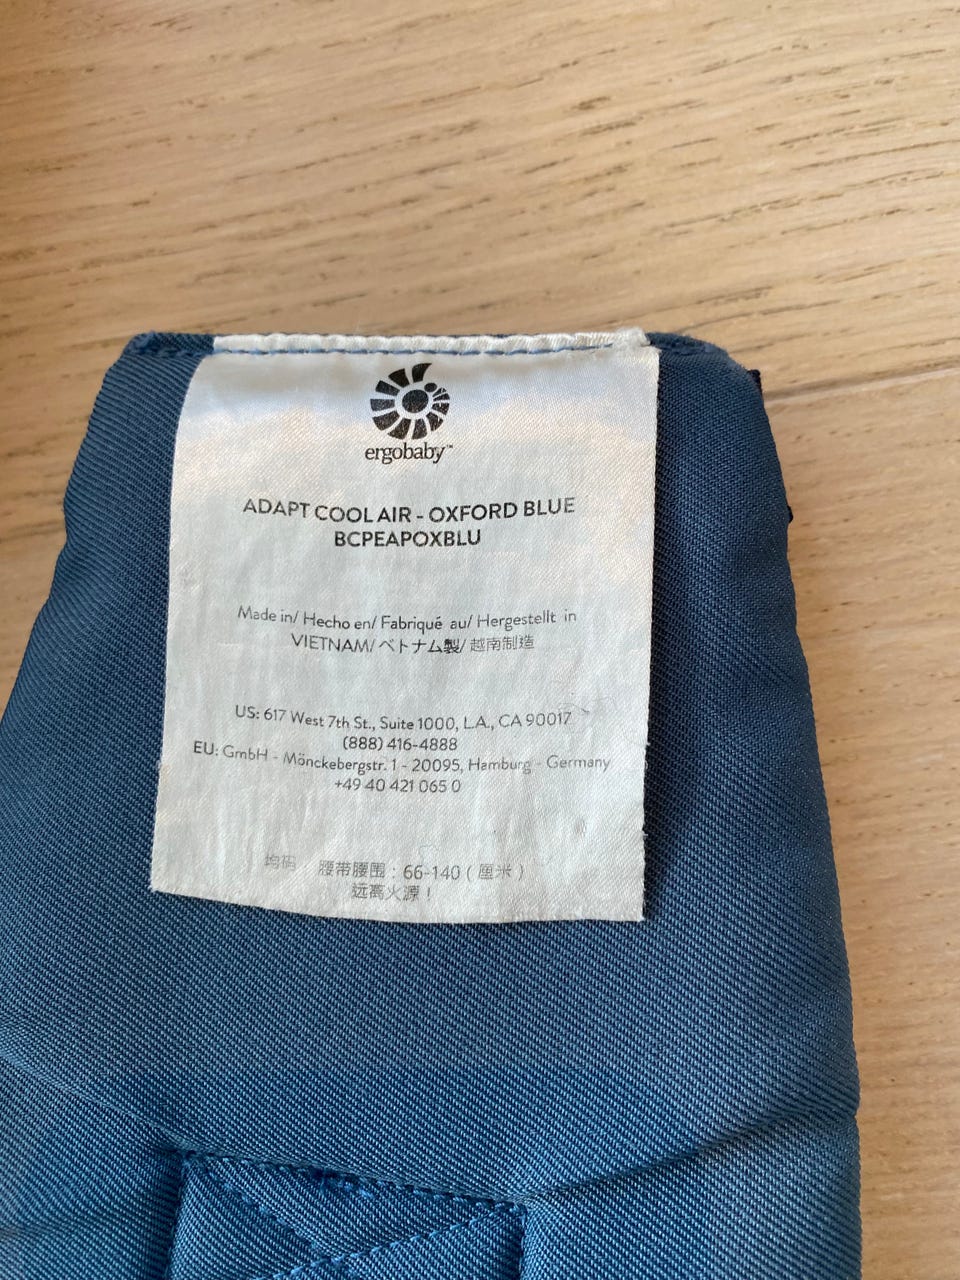 ergobaby™
ADAPT COOL AIR - OXFORD BLUE
BCPEAPOXBLU
Made in/ Hecho en/ Fabriqué au/ Hergestellt in
VIETNAM/ベトナム製/ 越南制造
US: 617 West 7th St., Suite 1000, L.A., CA 90017
(888) 416-4888
EU: GmbH - Mönckebergstr. 1 - 20095, Hamburg - Germany
+49 40 421 065 0
均码 腰带腰围：66-140（厘米）
远离火源！